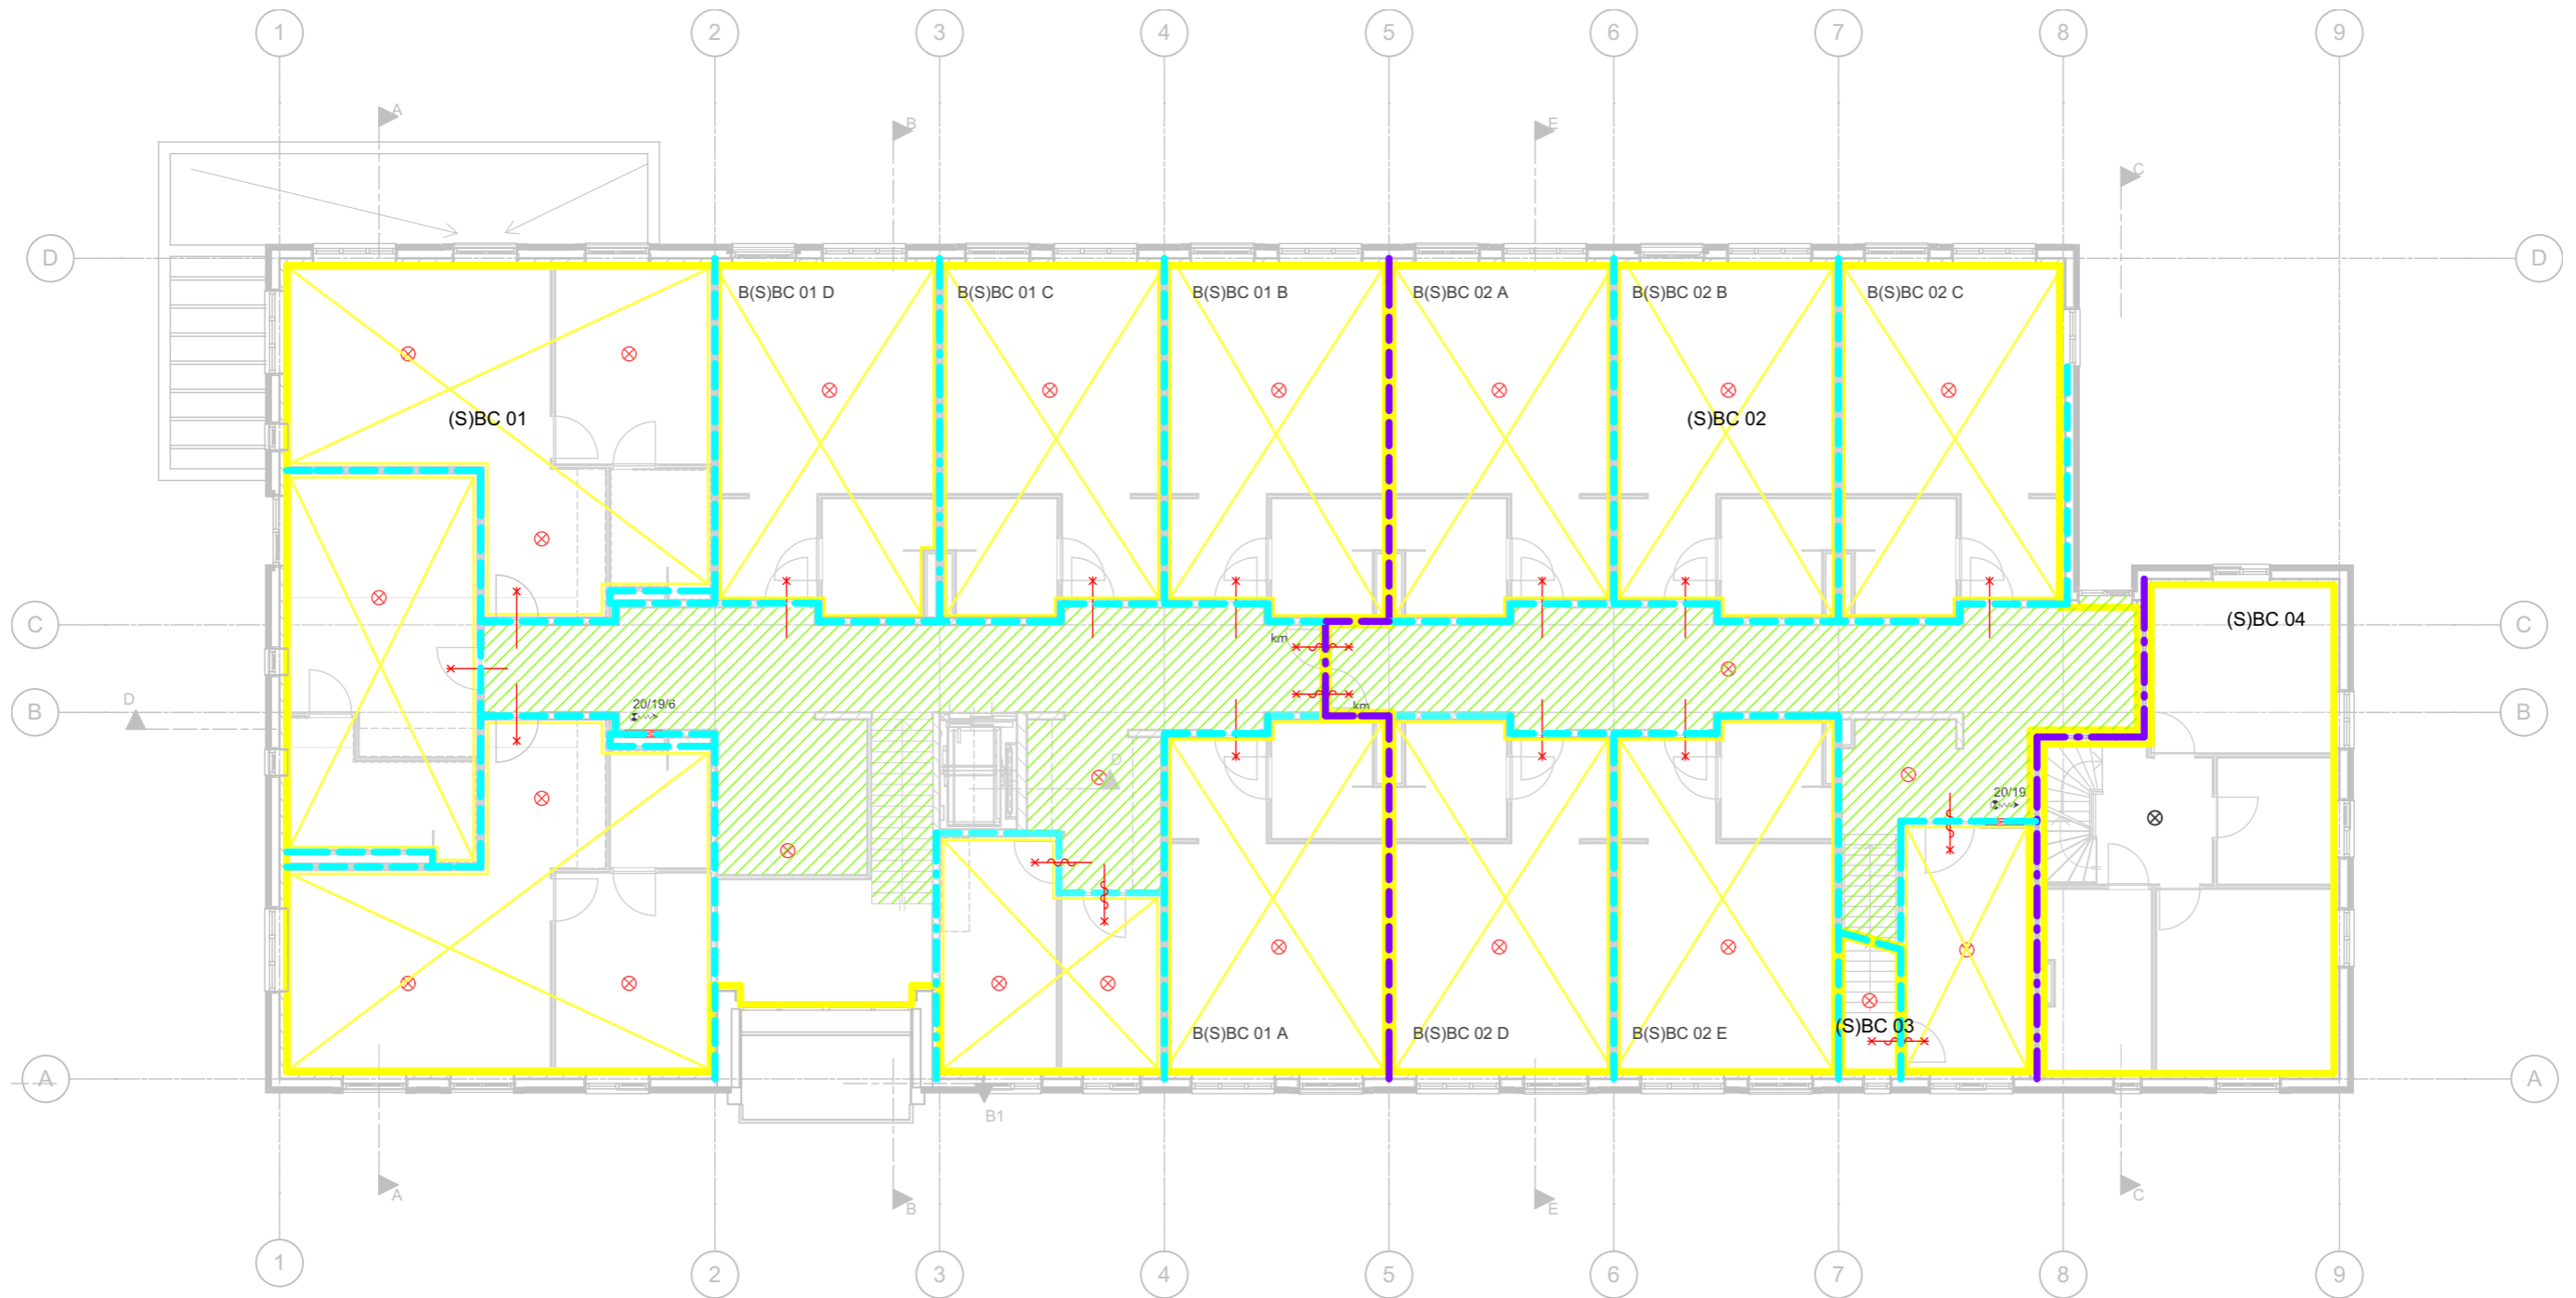 1 2 3 4 5 6 7 8 9
A
B
E
C
D D
B(S)BC 01 D B(S)BC 01 C B(S)BC 01 B B(S)BC 02 A B(S)BC 02 B B(S)BC 02 C
(S)BC 01 (S)BC 02
C C
(S)BC 04
km
D
20/19/6
km
B B
D
20/19
B(S)BC 01 A B(S)BC 02 D B(S)BC 02 E
(S)BC 03
A A
B1
A
B
E
C
1 2 3 4 5 6 7 8 9